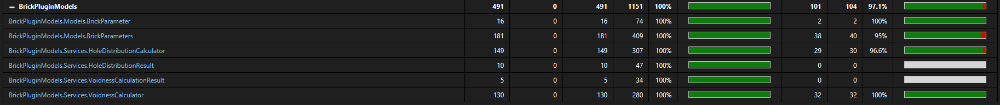 BrickPluginModels 491 0 491 1151 100% 101 104 97.1%
BrickPluginModels.Models.BrickParameter 16 0 16 74 100% 2 2 100%
BrickPluginModels.Models.BrickParameters 181 0 181 409 100% 38 40 95%
BrickPluginModels.Services.HoleDistributionCalculator 149 0 149 307 100% 29 30 96.6%
BrickPluginModels.Services.HoleDistributionResult 10 0 10 47 100% 0 0
BrickPluginModels.Services.VoidnessCalculationResult 5 0 5 34 100% 0 0
BrickPluginModels.Services.VoidnessCalculator 130 0 130 280 100% 32 32 100%